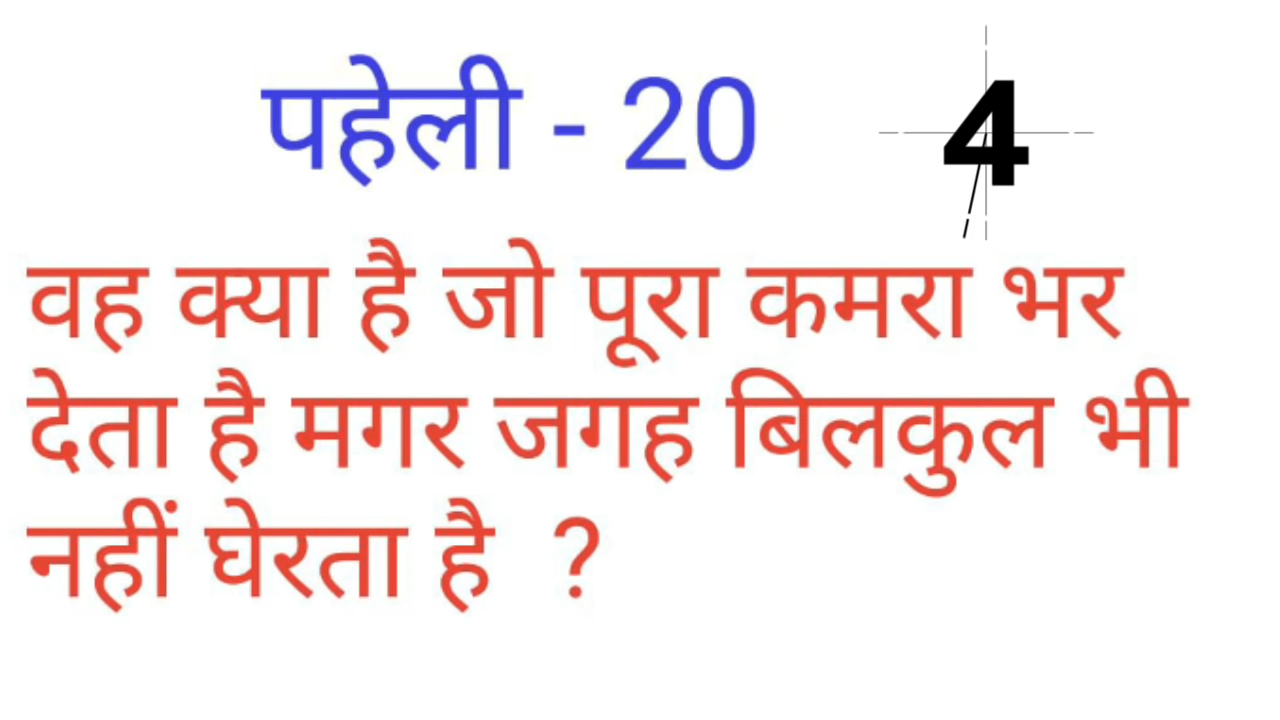 पहेली - 20
4
वह क्या है जो पूरा कमरा भर
देता है मगर जगह बिलकुल भी
नहीं घेरता है ?